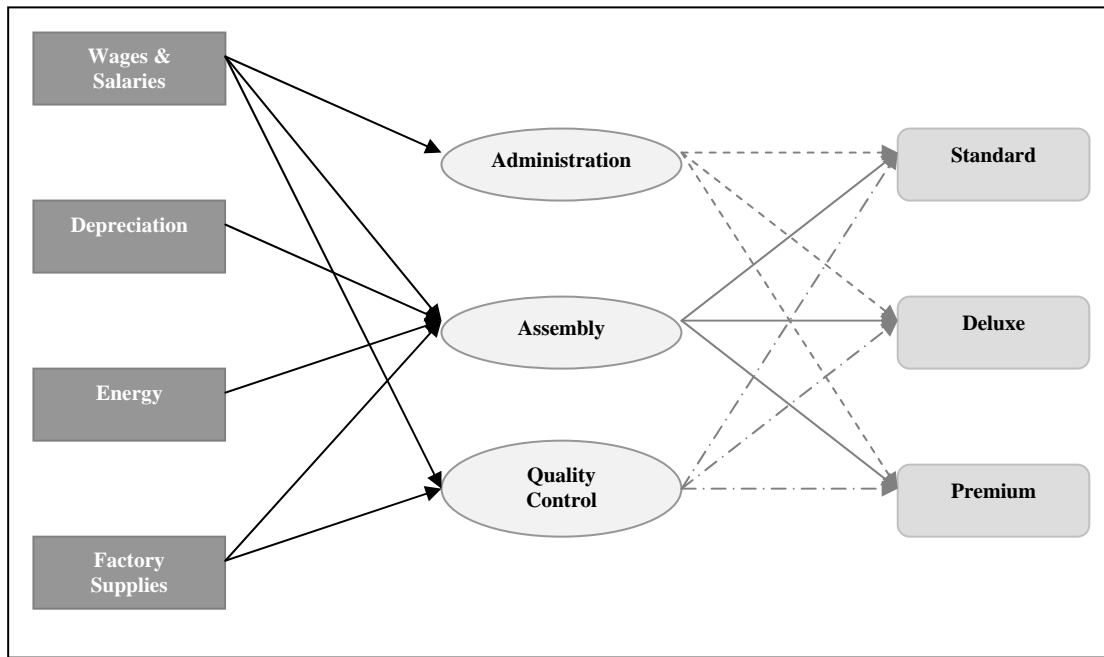 Wages &
Salaries
Administration
Standard
Depreciation
Assembly
Deluxe
Energy
Quality
Control
Premium
Factory
Supplies